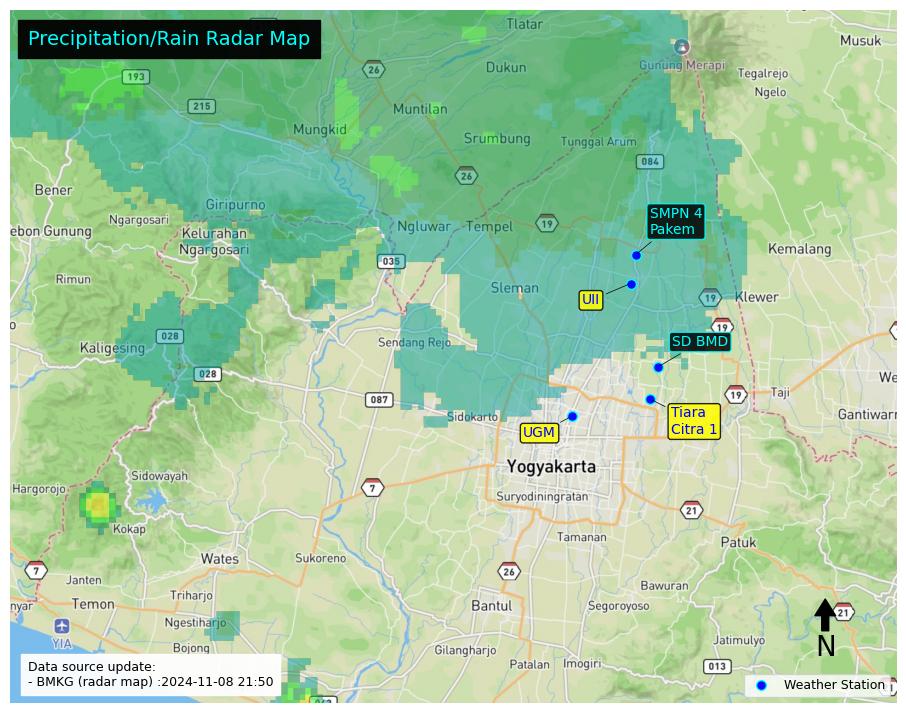 Precipitation/Rain Radar Map
Tlatar
Musuk
26
Dukun
Gunung Merapi
Tegalrejo
193
Ngelo
215
Muntilan
Mungkid
Srumbung
Tunggal Arum
084
26
Bener
Giripurno
Ngargosari
Ngluwar
Tempel
19
SMPN 4
Pakem
ebon Gunung
Kelurahan
Ngargosari
Kemalang
035
Rimun
Sleman
UII
19
Klewer
028
Sendang Rejo
19
SD BMD
Kaligesing
028
We
087
19
Taji
Sidokarto
Tiara
Citra 1
Gantiwarn
UGM
Yogyakarta
Sidowayah
Hargorojo
7
Suryodiningratan
21
Kokap
Tamanan
Patuk
Wates
Sukoreno
7
26
Janten
Bawuran
Triharjo
nyar
Temon
Bantul
Segoroyoso
21
Ngestiharjo
YIA
Jatimulyo
Bojong
Gilangharjo
N
Patalan
Imogiri
013
Data source update:
- BMKG (radar map) :2024-11-08 21:50
Weather Station